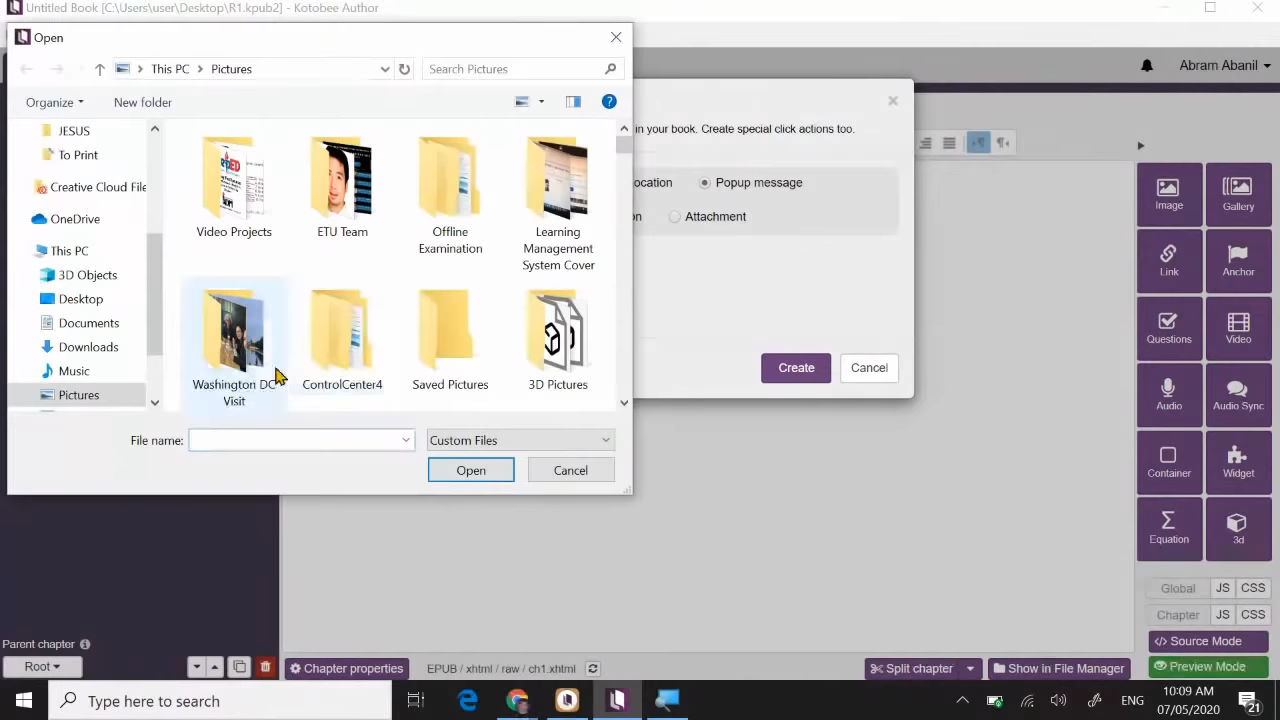 Untitled Book [C:\Users\user\Desktop\R1.kpub2] - Kotobee Author
Open
This PC
Pictures
Search Pictures
Organize
New folder
JESUS
To Print
Creative Cloud File
OneDrive
This PC
3D Objects
Desktop
Documents
Downloads
Music
Pictures
Video Projects
ETU Team
Offline
Examination
Learning
Management
System Cover
Washington DC
Visit
ControlCenter4
Saved Pictures
3D Pictures
File name:
Custom Files
Open
Cancel
Abram Abanil
in your book. Create special click actions too.
ocation
Popup message
on
Attachment
Create
Cancel
Image
Gallery
Link
Anchor
Questions
Video
Audio
Audio Sync
Container
Widget
Equation
3d
Global
JS
CSS
Chapter
JS
CSS
</> Source Mode
Preview Mode
Parent chapter
Root
Chapter properties
EPUB / xhtml / raw / ch1.xhtml
Split chapter
Show in File Manager
Type here to search
ENG
10:09 AM
07/05/2020
21